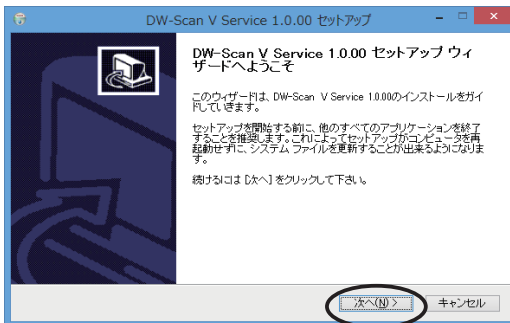 DW-Scan V Service 1.0.00 セットアップ
DW-Scan V Service 1.0.00 セットアップ ウィ
ザードへようこそ
このウィザードは、DW-Scan V Service 1.0.00のインストールをガイ
ドしていきます。
セットアップを開始する前に、他のすべてのアプリケーションを終了
することを推奨します。これによってセットアップがコンピュータを再
起動せずに、システム ファイルを更新することが出来るようになりま
す。
続けるには [次へ] をクリックして下さい。
次へ(N) >
キャンセル